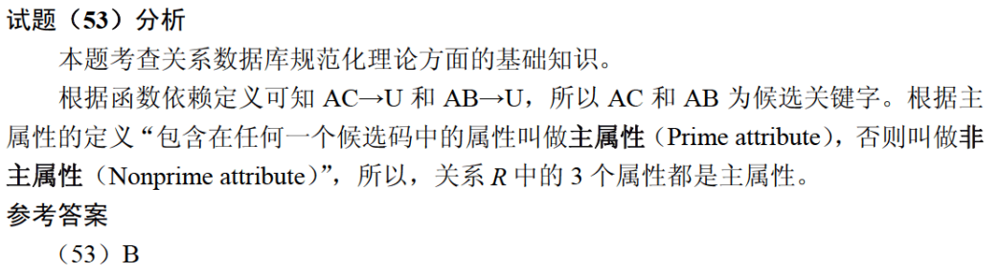 试题（53）分析
本题考查关系数据库规范化理论方面的基础知识。
根据函数依赖定义可知 AC→U 和 AB→U，所以 AC 和 AB 为候选关键字。根据主
属性的定义“包含在任何一个候选码中的属性叫做主属性（Prime attribute），否则叫做非
主属性（Nonprime attribute）”，所以，关系 R 中的 3 个属性都是主属性。
参考答案
（53）B